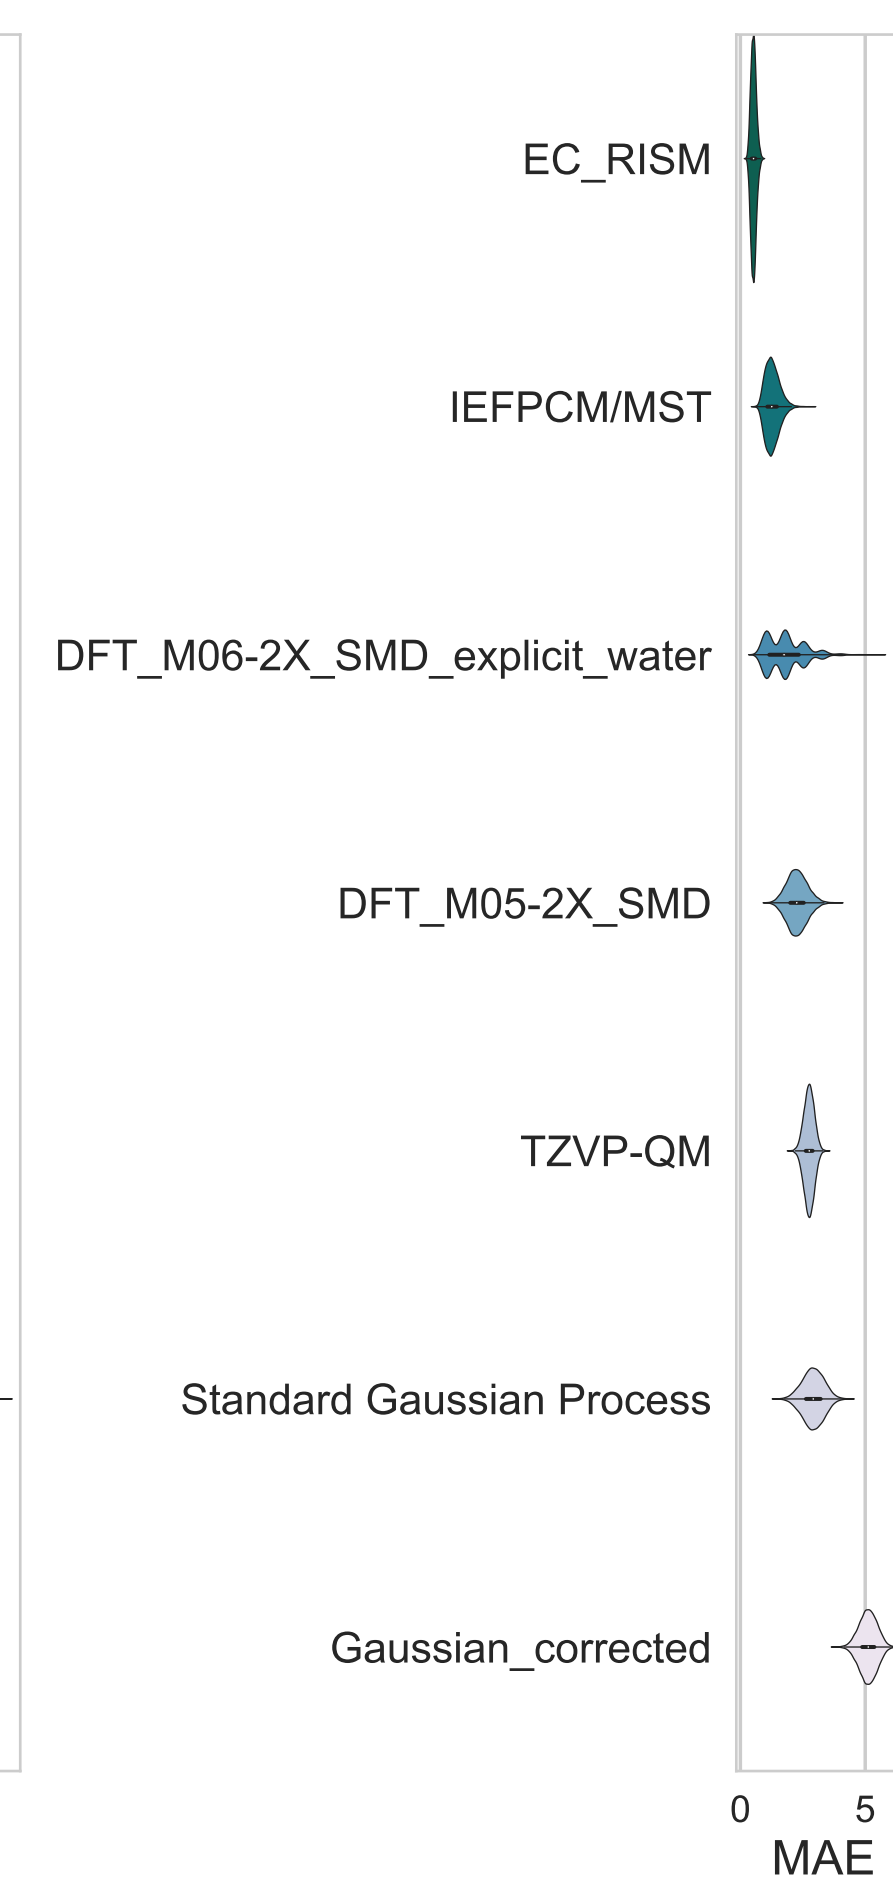 EC_RISM
IEFPCM/MST
DFT_M06-2X_SMD_explicit_water
DFT_M05-2X_SMD
TZVP-QM
Standard Gaussian Process
Gaussian_corrected
0 5
MAE